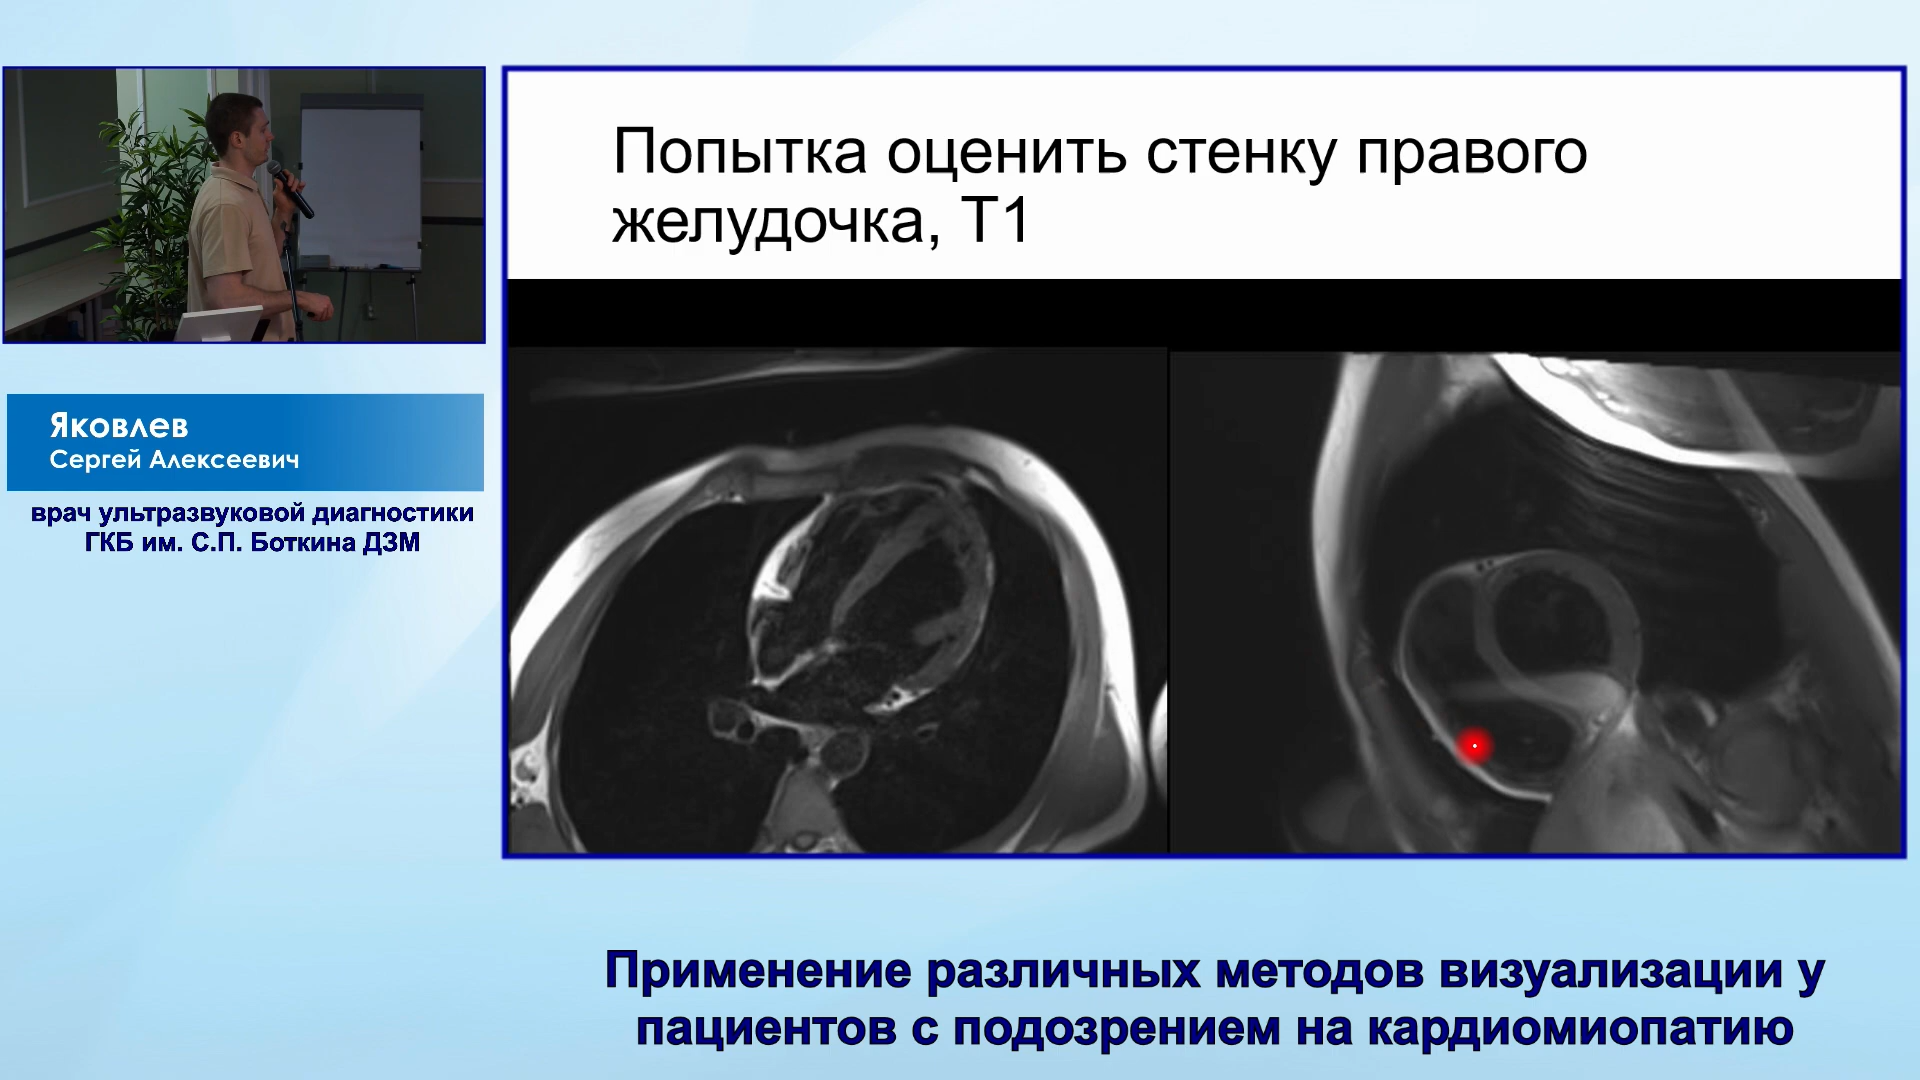 Попытка оценить стенку правого
желудочка, Т1
Яковлев
Сергей Алексеевич
врач ультразвуковой диагностики
ГКБ им. С.П. Боткина ДЗМ
Применение различных методов визуализации у
пациентов с подозрением на кардиомиопатию